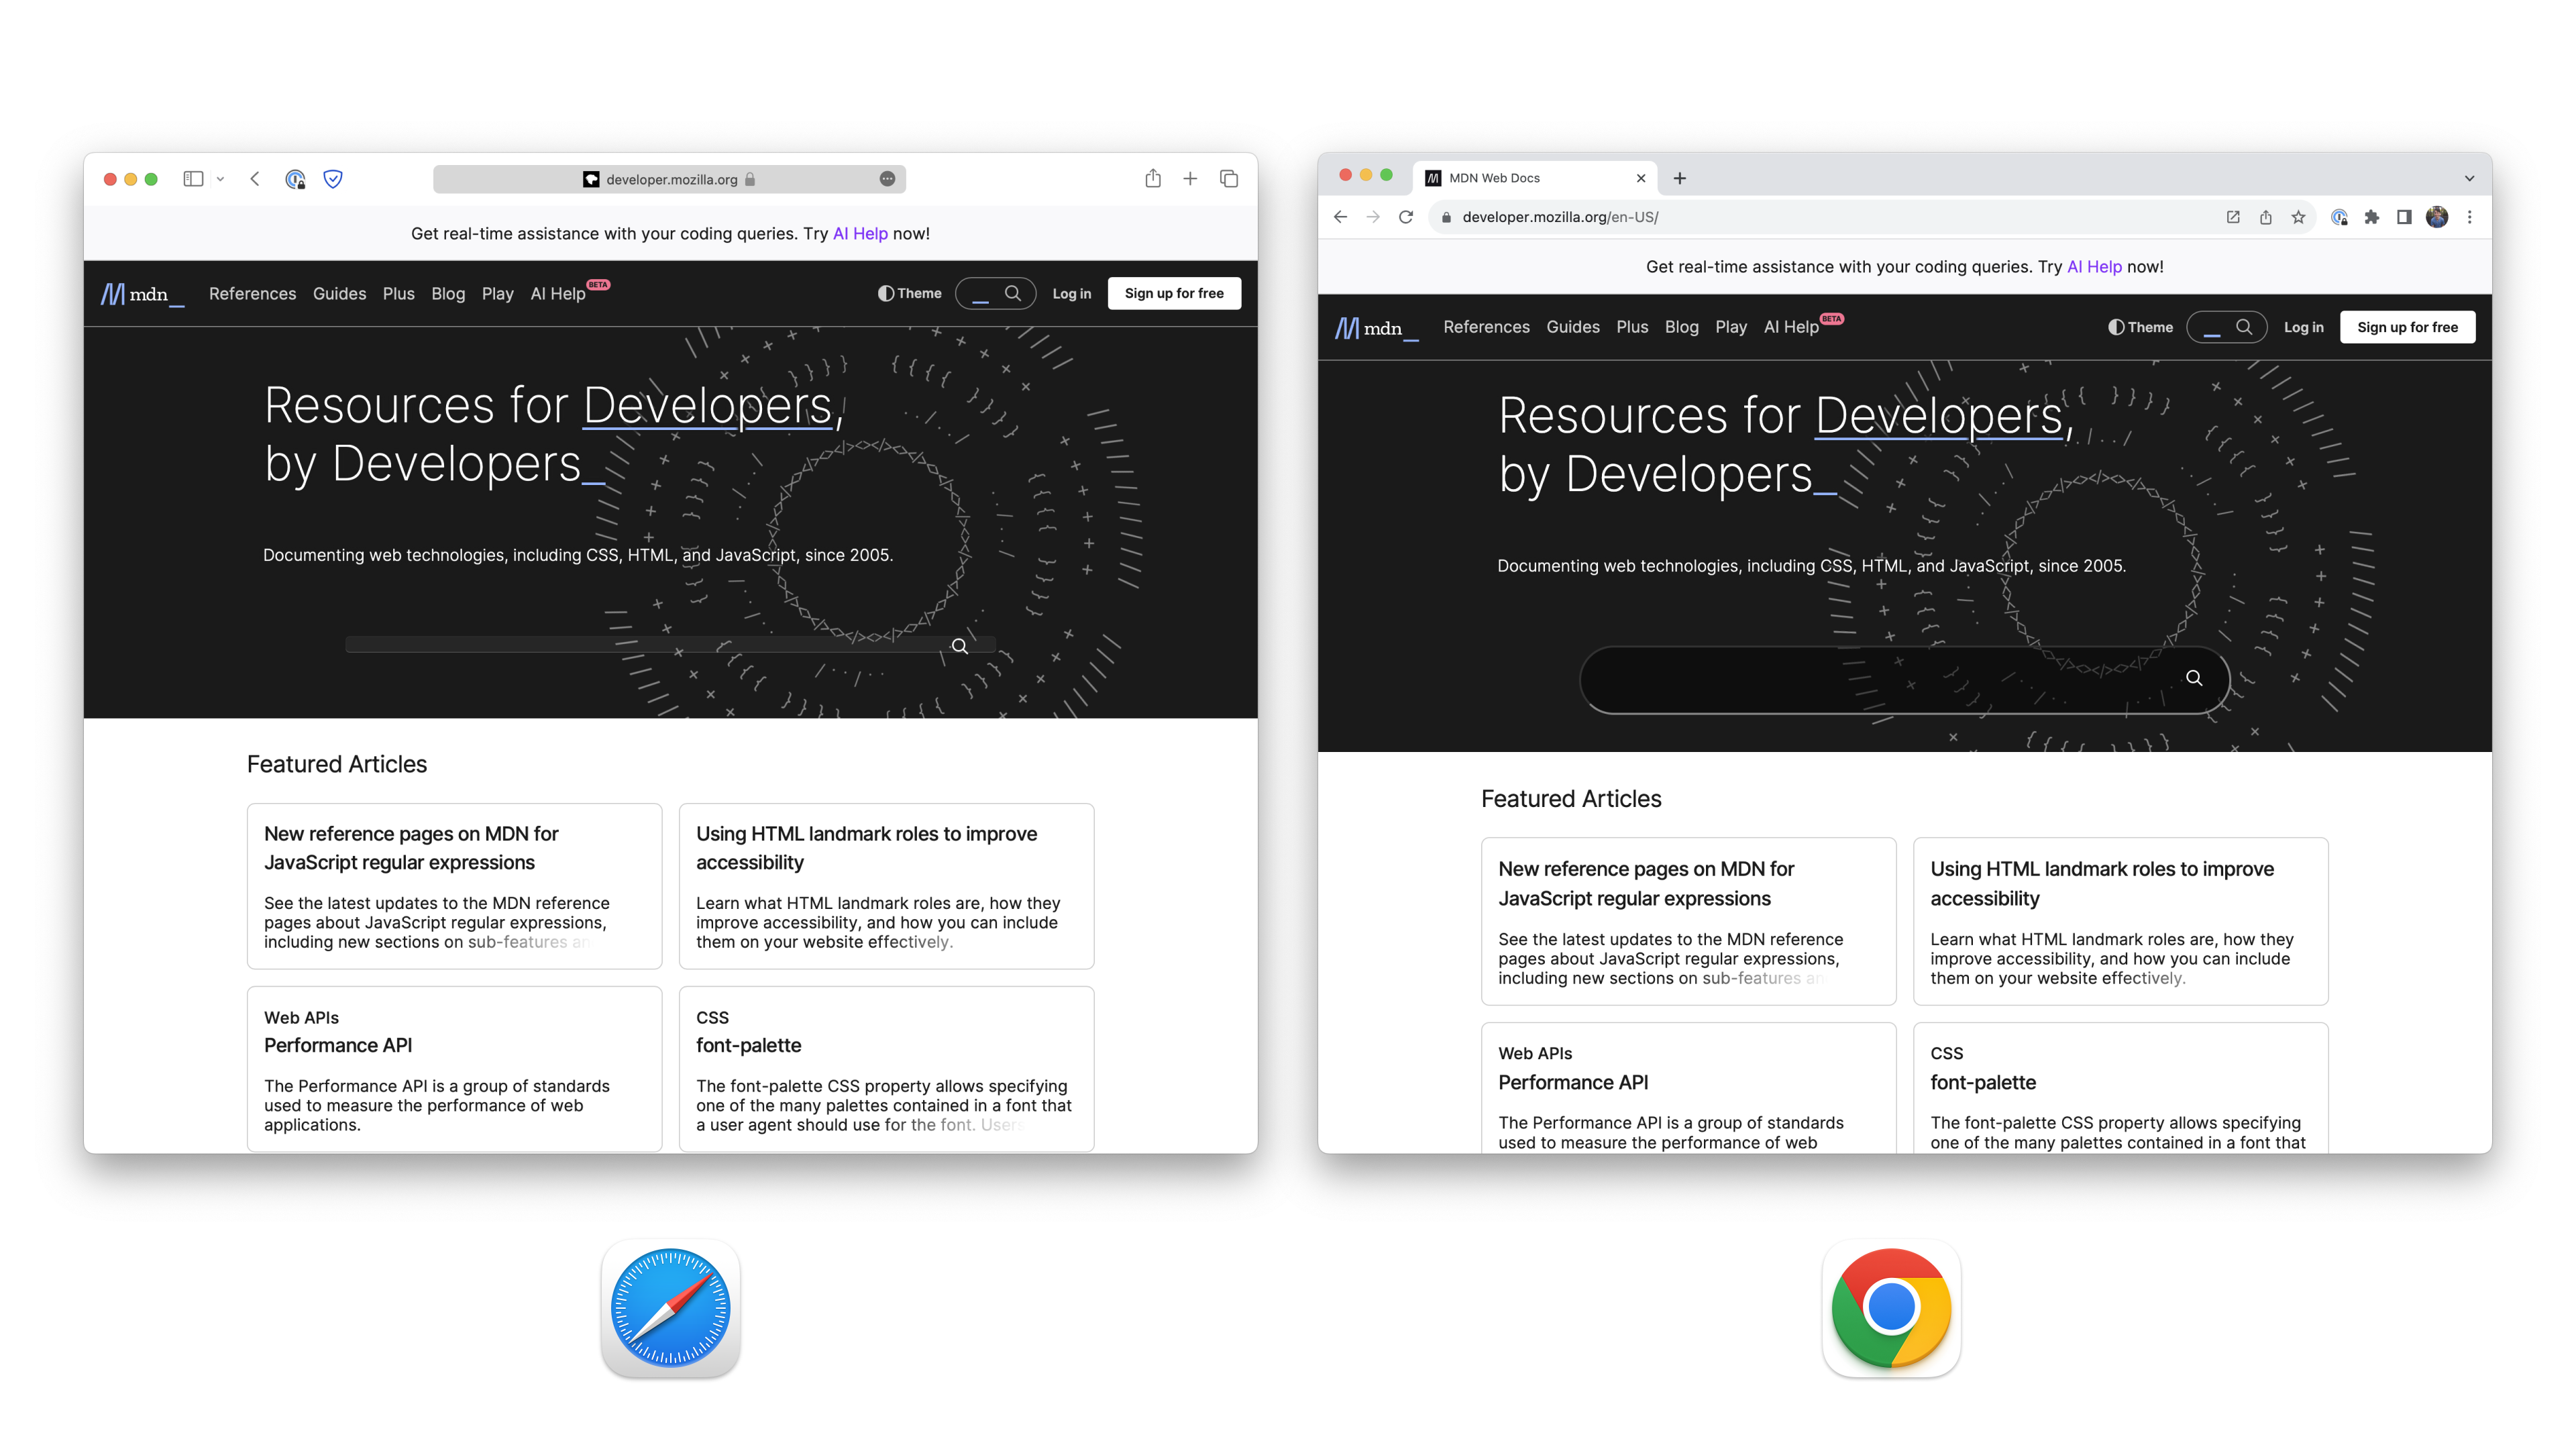 developer.mozilla.org
Get real-time assistance with your coding queries. Try AI Help now!
mdn_
References Guides Plus Blog Play AI Help BETA
Theme
Log in
Sign up for free
Resources for Developers,
by Developers_
Documenting web technologies, including CSS, HTML, and JavaScript, since 2005.
Featured Articles
New reference pages on MDN for
JavaScript regular expressions
See the latest updates to the MDN reference
pages about JavaScript regular expressions,
including new sections on sub-features an
Using HTML landmark roles to improve
accessibility
Learn what HTML landmark roles are, how they
improve accessibility, and how you can include
them on your website effectively.
Web APIs
Performance API
The Performance API is a group of standards
used to measure the performance of web
applications.
CSS
font-palette
The font-palette CSS property allows specifying
one of the many palettes contained in a font that
a user agent should use for the font. Users
MDN Web Docs
developer.mozilla.org/en-US/
Get real-time assistance with your coding queries. Try AI Help now!
mdn_
References Guides Plus Blog Play AI Help BETA
Theme
Log in
Sign up for free
Resources for Developers,
by Developers_
Documenting web technologies, including CSS, HTML, and JavaScript, since 2005.
Featured Articles
New reference pages on MDN for
JavaScript regular expressions
See the latest updates to the MDN reference
pages about JavaScript regular expressions,
including new sections on sub-features an
Using HTML landmark roles to improve
accessibility
Learn what HTML landmark roles are, how they
improve accessibility, and how you can include
them on your website effectively.
Web APIs
Performance API
The Performance API is a group of standards
used to measure the performance of web
CSS
font-palette
The font-palette CSS property allows specifying
one of the many palettes contained in a font that